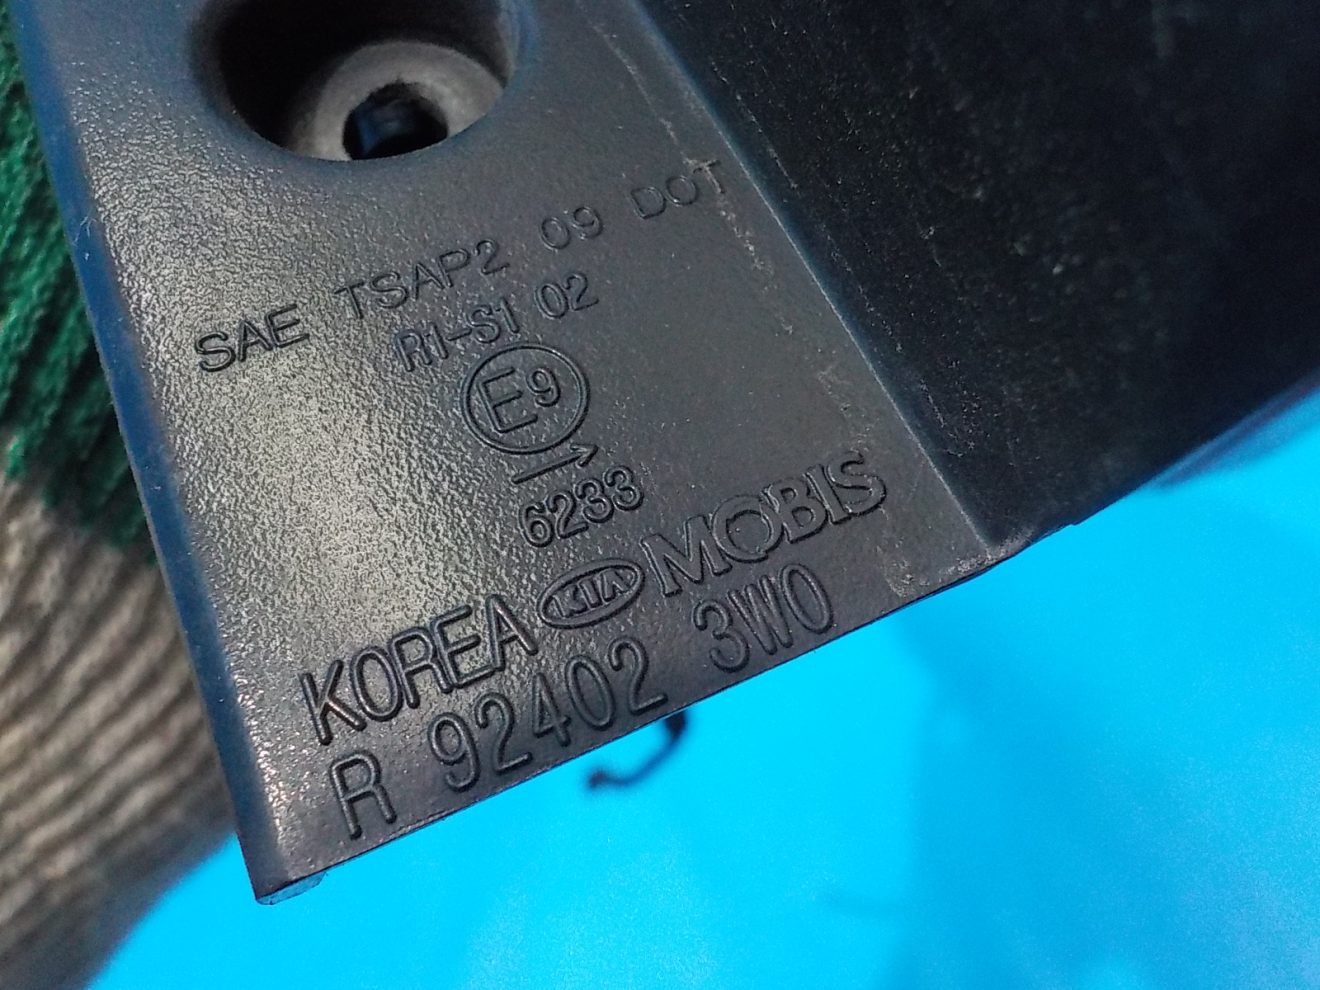 SAE TSAP2 09 DOT
R1-S1 02
E9
→
6233
KOREA KIA MOBIS
R 92402 3W0